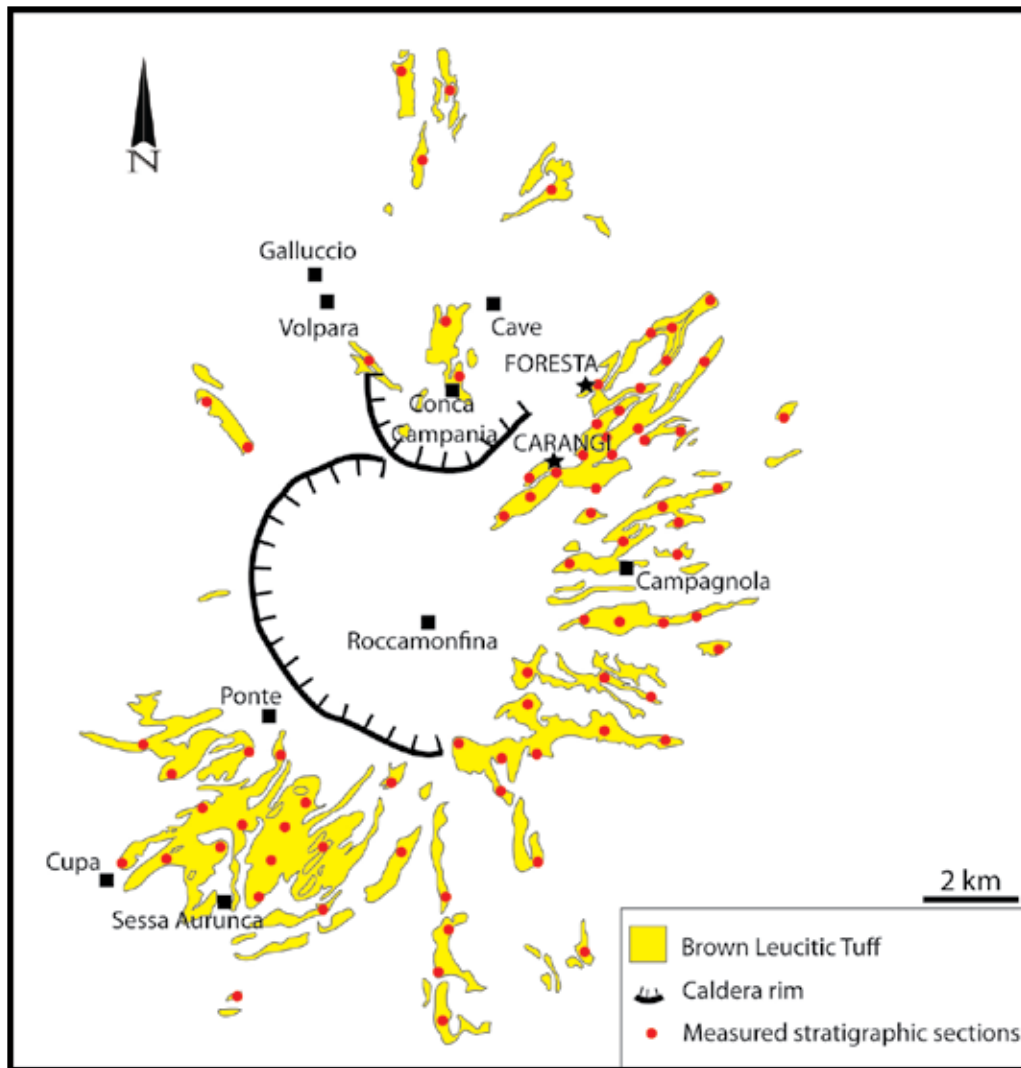 N
Galluccio
Volpara
Cave
FORESTA
Conca
Campania
CARANGI
Campagnola
Roccamonfina
Ponte
Cupa
Sessa Aurunca
2 km
Brown Leucitic Tuff
Caldera rim
Measured stratigraphic sections